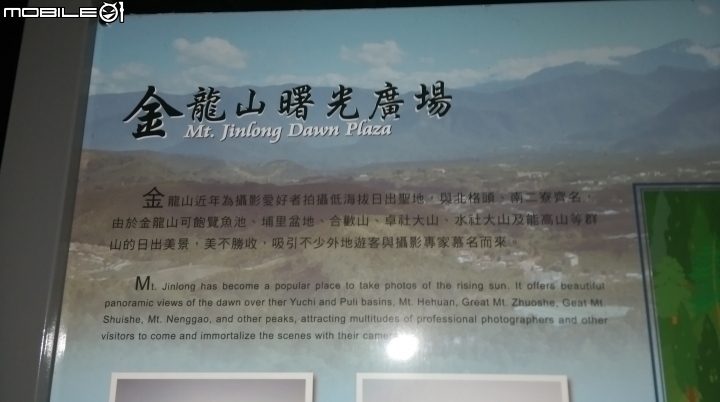 MOBILE01
金龍山曙光廣場
Mt. Jinlong Dawn Plaza
金龍山近年為攝影愛好者拍攝低海拔日出聖地，與北格頭、南二寮齊名，
由於金龍山可飽覽魚池、埔里盆地、合歡山、卓社大山、水社大山及能高山等群
山的日出美景，美不勝收，吸引不少外地遊客與攝影專家慕名而來。
Mt. Jinlong has become a popular place to take photos of the rising sun. It offers beautiful
panoramic views of the dawn over ther Yuchi and Puli basins, Mt. Hehuan, Great Mt. Zhuoshe, Geat Mt.
Shuishe, Mt. Nenggao, and other peaks, attracting multitudes of professional photographers and other
visitors to come and immortalize the scenes with their